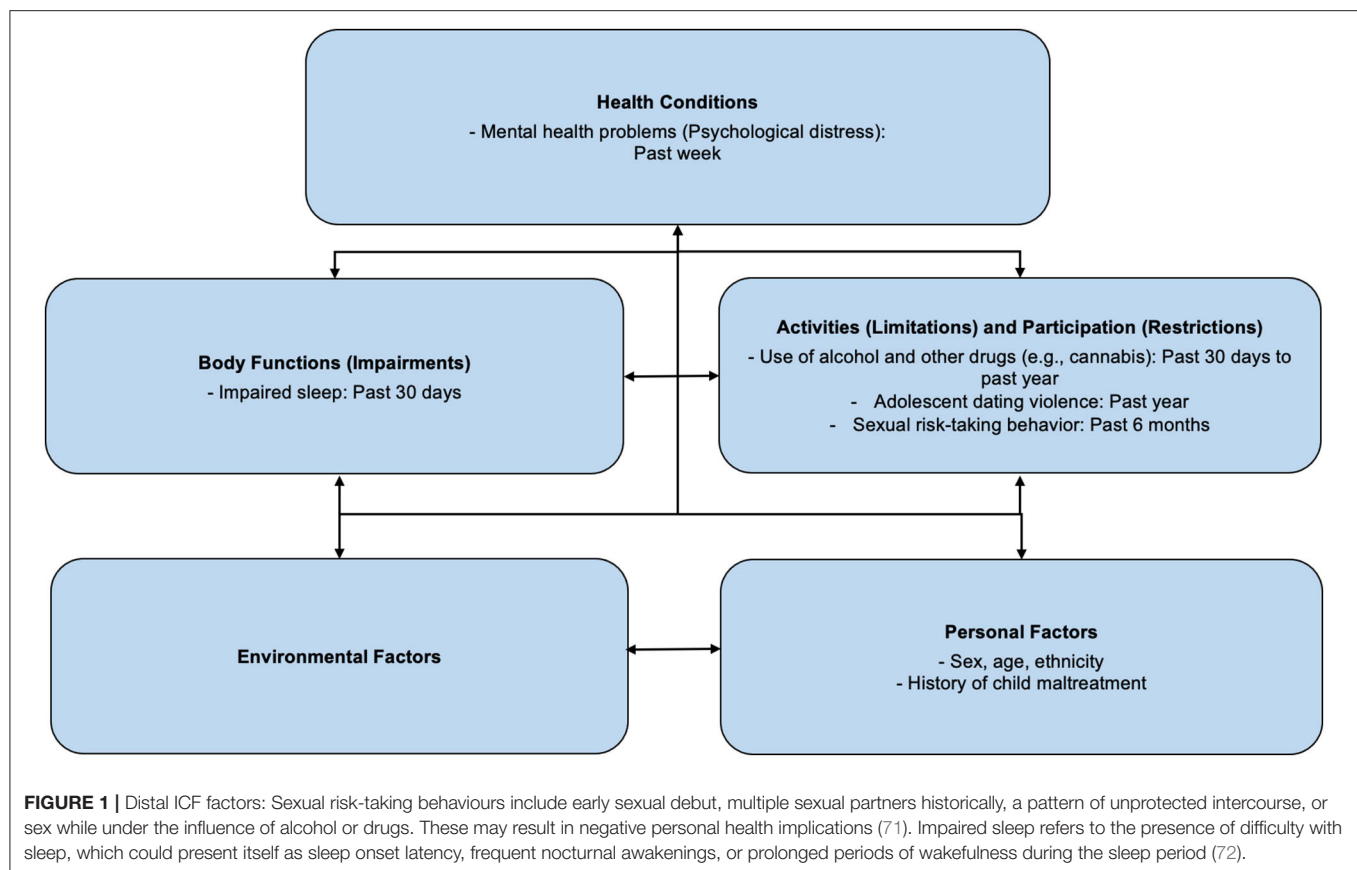 Health Conditions
- Mental health problems (Psychological distress):
Past week
Body Functions (Impairments)
- Impaired sleep: Past 30 days
Activities (Limitations) and Participation (Restrictions)
- Use of alcohol and other drugs (e.g., cannabis): Past 30 days to
past year
- Adolescent dating violence: Past year
- Sexual risk-taking behavior: Past 6 months
Environmental Factors
Personal Factors
- Sex, age, ethnicity
- History of child maltreatment
FIGURE 1 | Distal ICF factors: Sexual risk-taking behaviours include early sexual debut, multiple sexual partners historically, a pattern of unprotected intercourse, or
sex while under the influence of alcohol or drugs. These may result in negative personal health implications (71). Impaired sleep refers to the presence of difficulty with
sleep, which could present itself as sleep onset latency, frequent nocturnal awakenings, or prolonged periods of wakefulness during the sleep period (72).